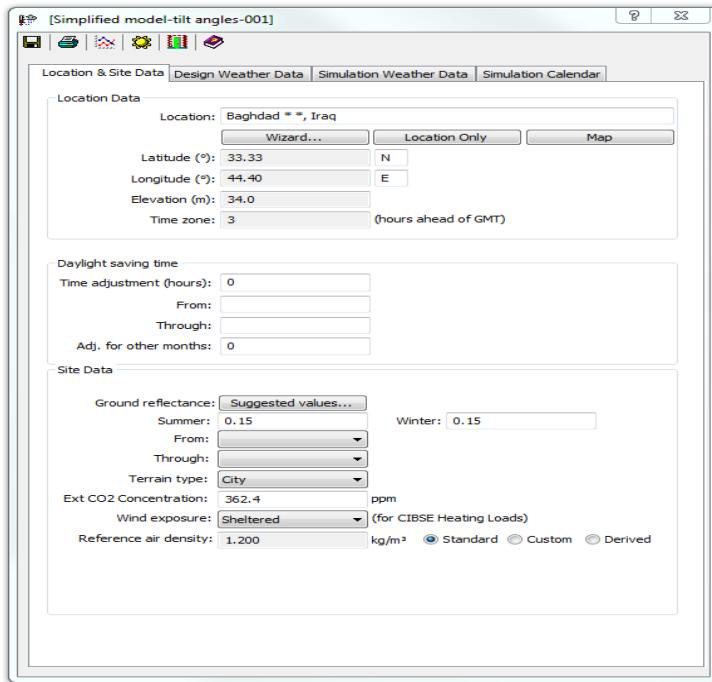 [Simplified model-tilt angles-001]
?
Location & Site Data Design Weather Data Simulation Weather Data Simulation Calendar
Location Data
Location: Baghdad * *, Iraq
Wizard... Location Only Map
Latitude (°): 33.33 N
Longitude (°): 44.40 E
Elevation (m): 34.0
Time zone: 3 (hours ahead of GMT)
Daylight saving time
Time adjustment (hours): 0
From:
Through:
Adj. for other months: 0
Site Data
Ground reflectance: Suggested values...
Summer: 0.15 Winter: 0.15
From:
Through:
Terrain type: City
Ext CO2 Concentration: 362.4 ppm
Wind exposure: Sheltered (for CIBSE Heating Loads)
Reference air density: 1.200 kg/m³ Standard Custom Derived